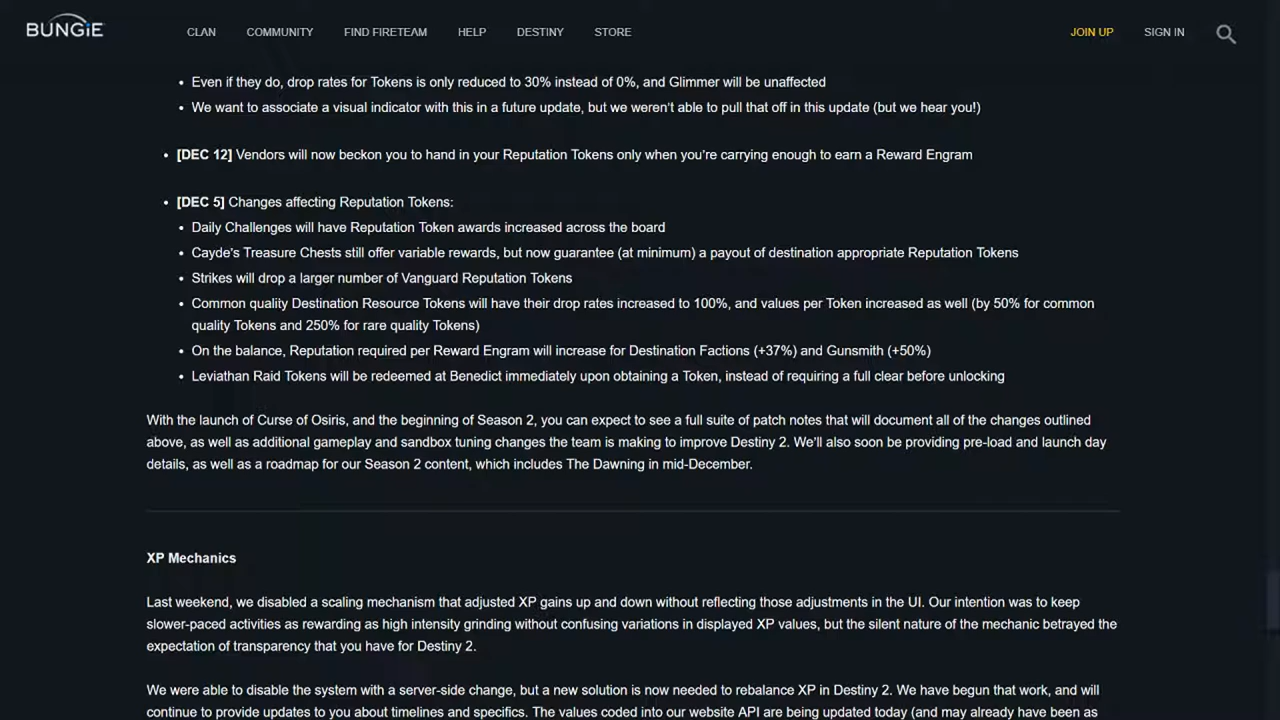 BUNGiE CLAN COMMUNITY FIND FIRETEAM HELP DESTINY STORE JOIN UP SIGN IN
• Even if they do, drop rates for Tokens is only reduced to 30% instead of 0%, and Glimmer will be unaffected
• We want to associate a visual indicator with this in a future update, but we weren't able to pull that off in this update (but we hear you!)
• [DEC 12] Vendors will now beckon you to hand in your Reputation Tokens only when you're carrying enough to earn a Reward Engram
• [DEC 5] Changes affecting Reputation Tokens:
• Daily Challenges will have Reputation Token awards increased across the board
• Cayde's Treasure Chests still offer variable rewards, but now guarantee (at minimum) a payout of destination appropriate Reputation Tokens
• Strikes will drop a larger number of Vanguard Reputation Tokens
• Common quality Destination Resource Tokens will have their drop rates increased to 100%, and values per Token increased as well (by 50% for common
quality Tokens and 250% for rare quality Tokens)
• On the balance, Reputation required per Reward Engram will increase for Destination Factions (+37%) and Gunsmith (+50%)
• Leviathan Raid Tokens will be redeemed at Benedict immediately upon obtaining a Token, instead of requiring a full clear before unlocking
With the launch of Curse of Osiris, and the beginning of Season 2, you can expect to see a full suite of patch notes that will document all of the changes outlined
above, as well as additional gameplay and sandbox tuning changes the team is making to improve Destiny 2. We'll also soon be providing pre-load and launch day
details, as well as a roadmap for our Season 2 content, which includes The Dawning in mid-December.
XP Mechanics
Last weekend, we disabled a scaling mechanism that adjusted XP gains up and down without reflecting those adjustments in the UI. Our intention was to keep
slower-paced activities as rewarding as high intensity grinding without confusing variations in displayed XP values, but the silent nature of the mechanic betrayed the
expectation of transparency that you have for Destiny 2.
We were able to disable the system with a server-side change, but a new solution is now needed to rebalance XP in Destiny 2. We have begun that work, and will
continue to provide updates to you about timelines and specifics. The values coded into our website API are being updated today (and may already have been as